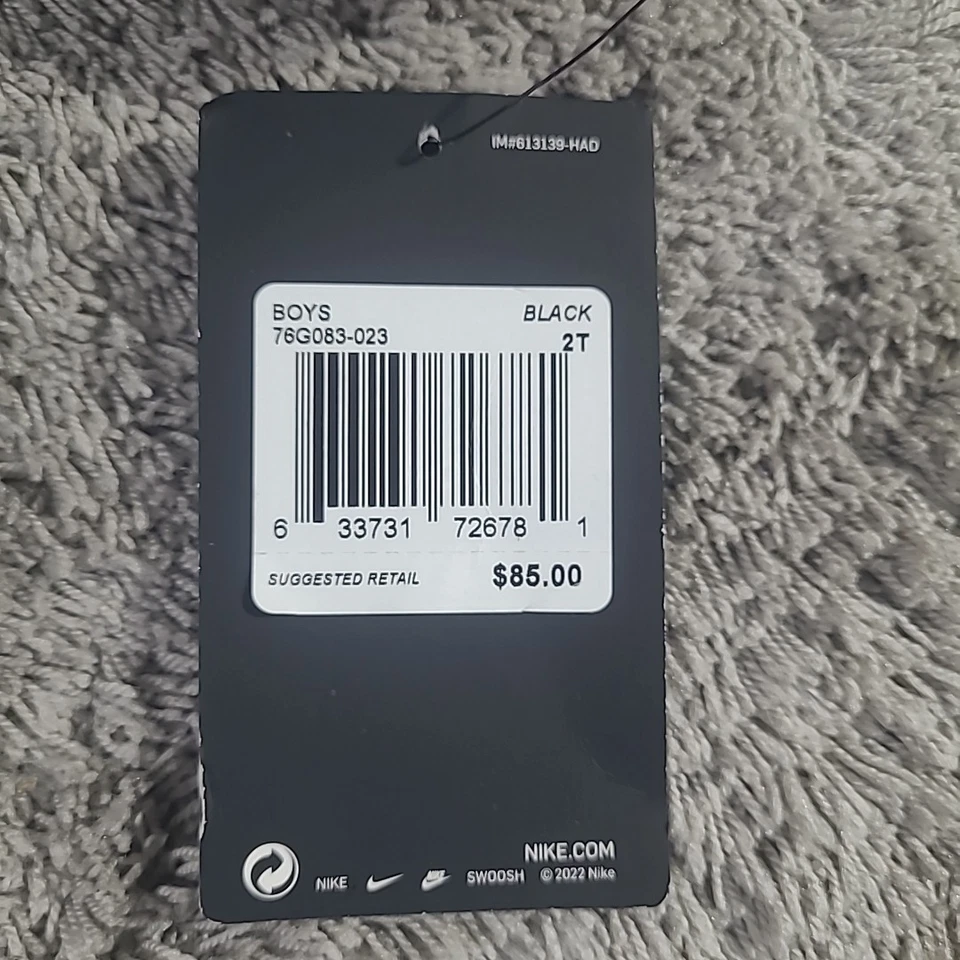 IM#613139-HAD
BOYS BLACK
76G083-023 2T
6 33731 72678 1
SUGGESTED RETAIL $85.00
NIKE.COM
NIKE NIKE SWOOSH © 2022 Nike